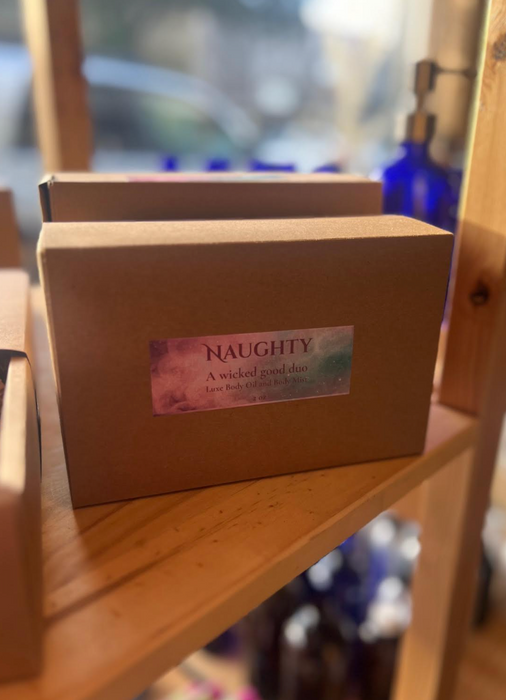 NAUGHTY
A wicked good duo
Luxe Body Oil and Body Mist